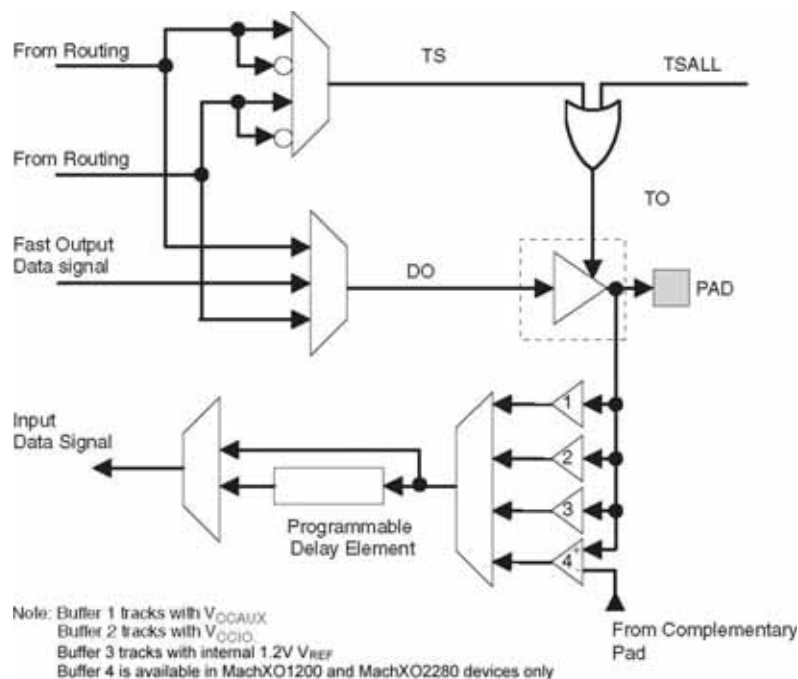 From Routing
TS
TSALL
From Routing
TO
Fast Output
Data signal
DO
PAD
Input
Data Signal
1
2
3
4
+
-
Programmable
Delay Element
From Complementary
Pad
Note: Buffer 1 tracks with VCCAUX
Buffer 2 tracks with VCCIO.
Buffer 3 tracks with internal 1.2V VREF
Buffer 4 is available in MachXO1200 and MachXO2280 devices only